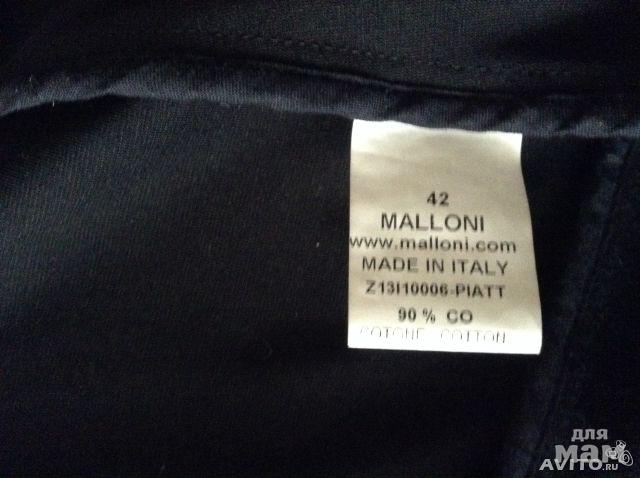 42
MALLONI
www.malloni.com
MADE IN ITALY
Z13I10006-PIATT
90 % CO
COTONE COTTON
для
мам
AVITO.ru